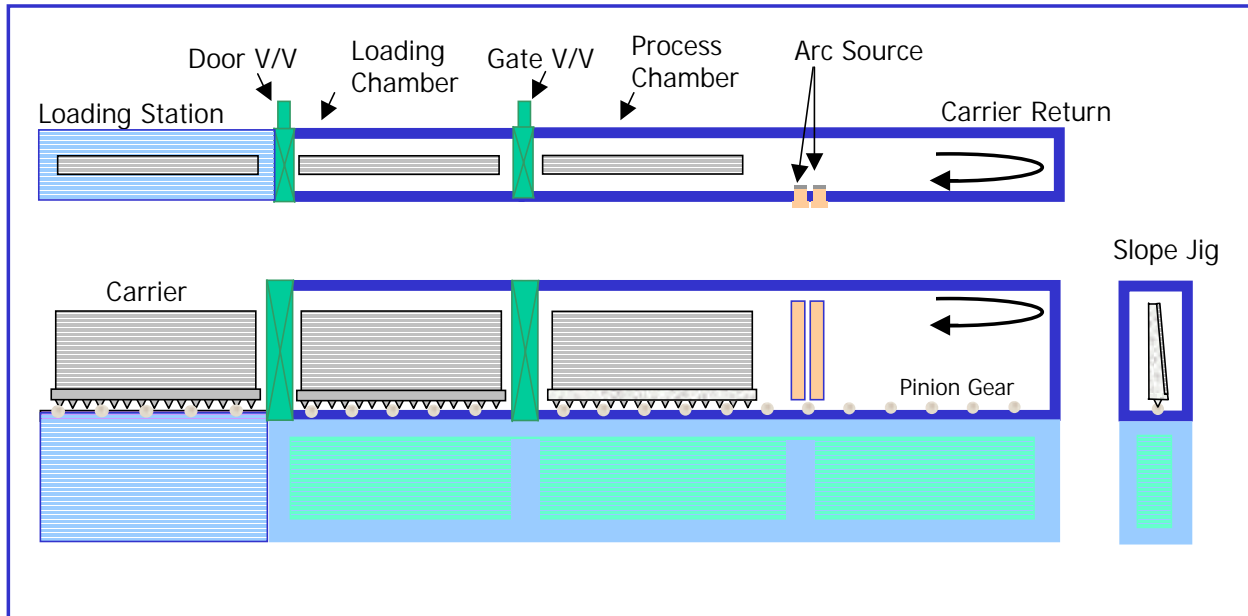 Door V/V
Loading
Chamber
Gate V/V
Process
Chamber
Arc Source
Loading Station
Carrier Return
Carrier
Slope Jig
Pinion Gear